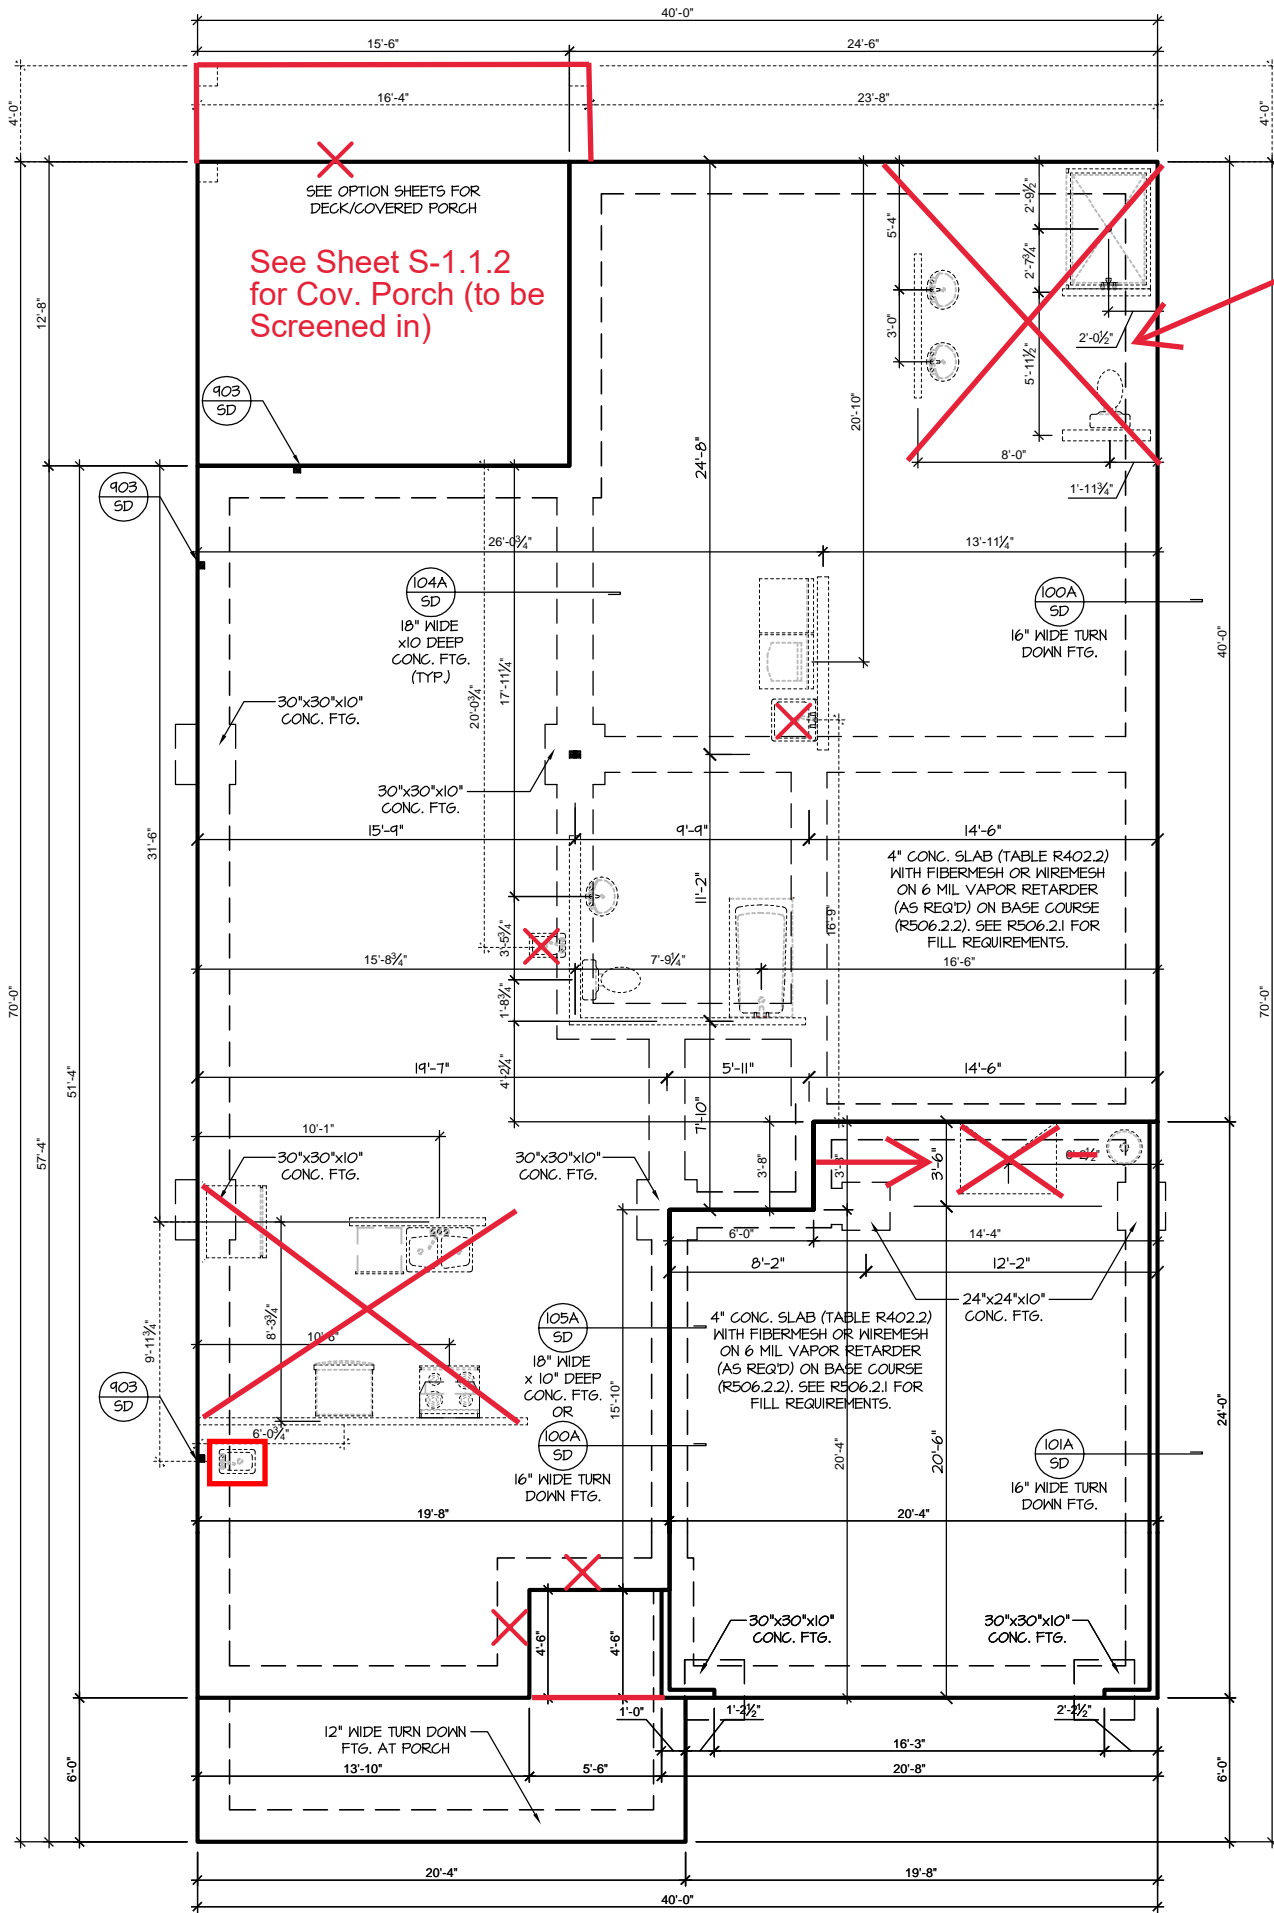 40'-0"
15'-6"
24'-6"
4'-0"
16'-4"
23'-8"
4'-0"
SEE OPTION SHEETS FOR
DECK/COVERED PORCH
See Sheet S-1.1.2
for Cov. Porch (to be
Screened in)
12'-8"
5'-4"
2'-9½"
2'-7¾"
3'-0"
5'-11½"
2'-0½"
903
SD
20'-10"
24'-8"
8'-0"
1'-11¾"
903
SD
26'-0¾"
13'-11¼"
104A
SD
18" WIDE
x10 DEEP
CONC. FTG.
(TYP.)
100A
SD
16" WIDE TURN
DOWN FTG.
40'-0"
17'-11¼"
20'-0¾"
30"x30"x10"
CONC. FTG.
30"x30"x10"
CONC. FTG.
31'-6"
15'-9"
9'-9"
14'-6"
4" CONC. SLAB (TABLE R402.2)
WITH FIBERMESH OR WIREMESH
ON 6 MIL VAPOR RETARDER
(AS REQ'D) ON BASE COURSE
(R506.2.2). SEE R506.2.1 FOR
FILL REQUIREMENTS.
11'-2"
16'-9"
3'-5¾"
15'-8¾"
7'-9¼"
16'-6"
1'-8¾"
70'-0"
70'-0"
51'-4"
19'-7"
5'-11"
14'-6"
4'-2¼"
7'-10"
57'-4"
10'-1"
30"x30"x10"
CONC. FTG.
30"x30"x10"
CONC. FTG.
3'-8"
3'-8"
3'-6"
6'-2½"
6'-0"
14'-4"
8'-2"
12'-2"
24"x24"x10"
CONC. FTG.
9'-11¾"
8'-3¾"
10'-6"
105A
SD
18" WIDE
x 10" DEEP
CONC. FTG.
OR
100A
SD
16" WIDE TURN
DOWN FTG.
4" CONC. SLAB (TABLE R402.2)
WITH FIBERMESH OR WIREMESH
ON 6 MIL VAPOR RETARDER
(AS REQ'D) ON BASE COURSE
(R506.2.2). SEE R506.2.1 FOR
FILL REQUIREMENTS.
15'-10"
903
SD
6'-0¾"
20'-4"
20'-6"
24'-0"
101A
SD
16" WIDE TURN
DOWN FTG.
19'-8"
20'-4"
4'-6"
4'-6"
30"x30"x10"
CONC. FTG.
30"x30"x10"
CONC. FTG.
1'-0"
1'-2½"
2'-2½"
12" WIDE TURN DOWN
FTG. AT PORCH
16'-3"
6'-0"
13'-10"
5'-6"
20'-8"
6'-0"
20'-4"
19'-8"
40'-0"